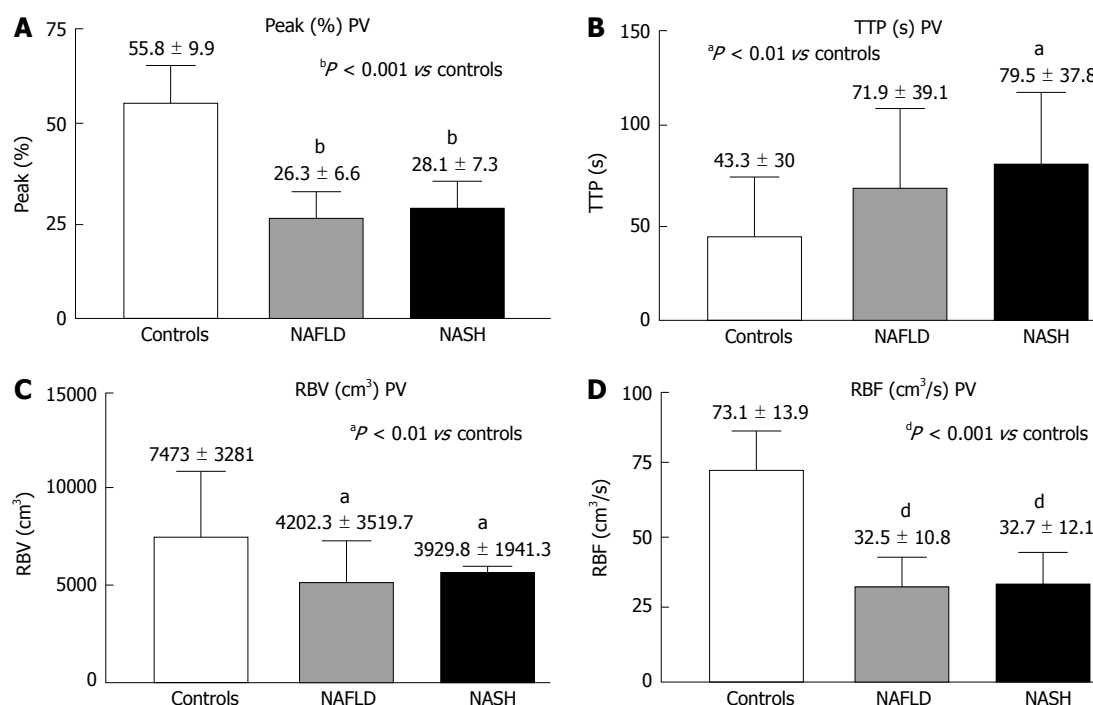 A
Peak (%) PV
75
50
25
0
Peak (%)
55.8 ± 9.9
ᵇP < 0.001 vs controls
b
26.3 ± 6.6
b
28.1 ± 7.3
Controls NAFLD NASH
B
TTP (s) PV
150
100
50
0
TTP (s)
ᵃP < 0.01 vs controls
43.3 ± 30
71.9 ± 39.1
a
79.5 ± 37.8
Controls NAFLD NASH
C
RBV (cm³) PV
15000
10000
5000
0
RBV (cm³)
ᵃP < 0.01 vs controls
7473 ± 3281
a
4202.3 ± 3519.7
a
3929.8 ± 1941.3
Controls NAFLD NASH
D
RBF (cm³/s) PV
100
75
50
25
0
RBF (cm³/s)
73.1 ± 13.9
ᵈP < 0.001 vs controls
d
32.5 ± 10.8
d
32.7 ± 12.1
Controls NAFLD NASH